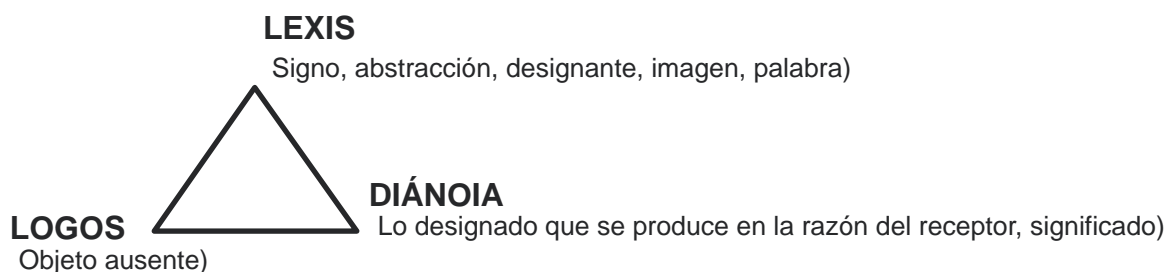 LEXIS
Signo, abstracción, designante, imagen, palabra)
DIÁNOIA
Lo designado que se produce en la razón del receptor, significado)
LOGOS
Objeto ausente)